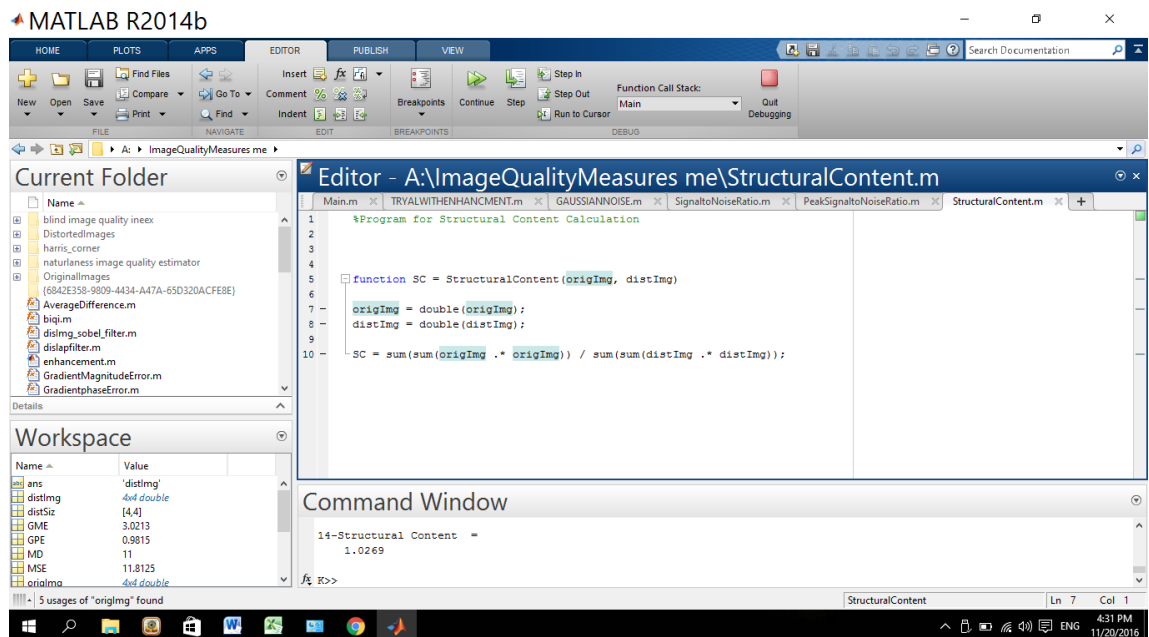 MATLAB R2014b
HOME PLOTS APPS EDITOR PUBLISH VIEW Search Documentation
New Open Save Find Files Compare Print Go To Find Insert fx Comment % Indent Breakpoints Continue Step Step In Step Out Run to Cursor Function Call Stack: Main Quit Debugging
FILE NAVIGATE EDIT BREAKPOINTS DEBUG
A: ImageQualityMeasures me
Current Folder
Name
blind image quality ineex
DistortedImages
harris_corner
naturlaness image quality estimator
OriginalImages
{6842E358-9809-4434-A47A-65D320ACFEBE}
AverageDifference.m
biqi.m
disImg_sobel_filter.m
dislapfilter.m
enhancement.m
GradientMagnitudeError.m
GradientphaseError.m
Details
Workspace
Name Value
abc ans 'distImg'
distImg 4x4 double
distSiz [4,4]
GME 3.0213
GPE 0.9815
MD 11
MSE 11.8125
origImg 4x4 double
Editor - A:\ImageQualityMeasures me\StructuralContent.m
Main.m TRYALWITHENHANCMENT.m GAUSSIANNOISE.m SignaltoNoiseRatio.m PeakSignaltoNoiseRatio.m StructuralContent.m +
1 %Program for Structural Content Calculation
2
3
4
5 function SC = StructuralContent(origImg, distImg)
6
7 – origImg = double(origImg);
8 – distImg = double(distImg);
9
10 – SC = sum(sum(origImg .* origImg)) / sum(sum(distImg .* distImg));
Command Window
14-Structural Content =
1.0269
fx K>>
5 usages of "origImg" found StructuralContent Ln 7 Col 1
ENG 4:31 PM
11/20/2016